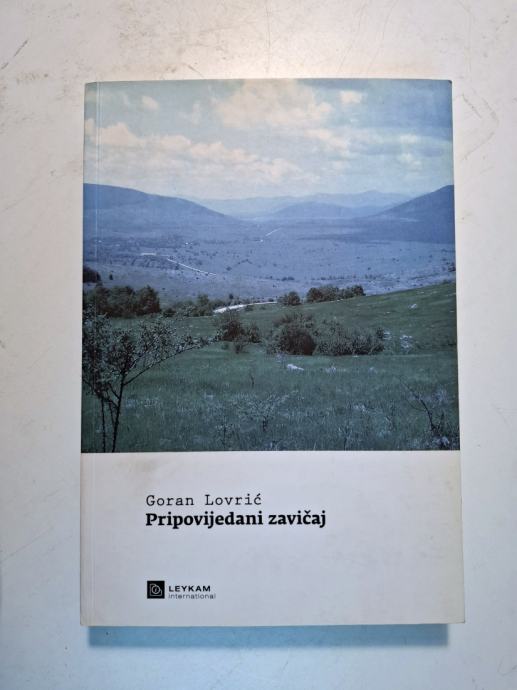 Goran Lovrić
Pripovijedani zavičaj
LEYKAM
international